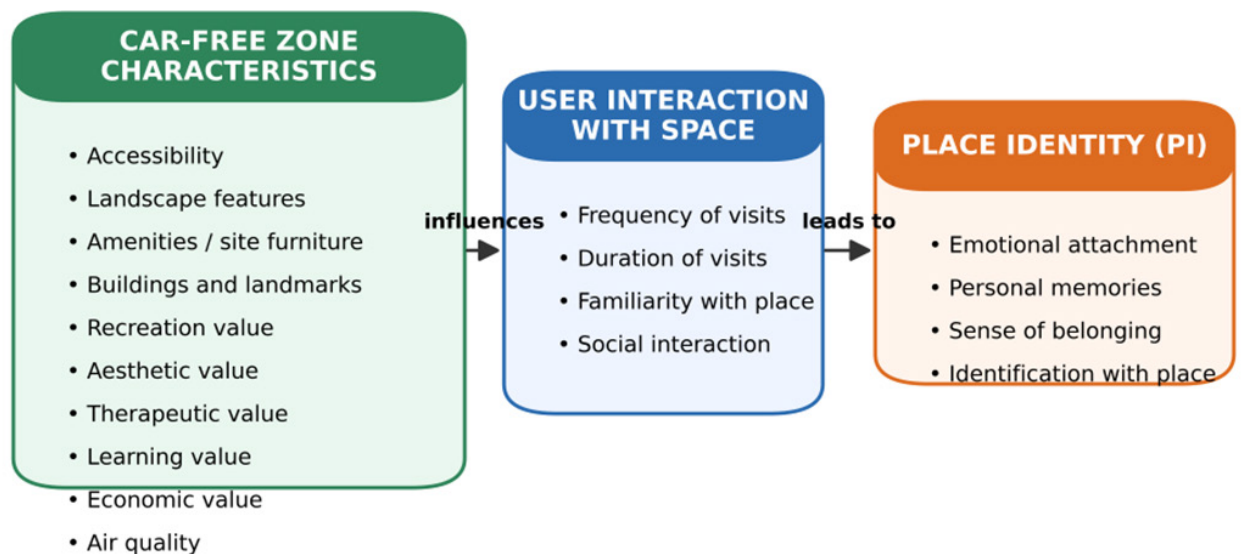 CAR-FREE ZONE
CHARACTERISTICS
• Accessibility
• Landscape features
• Amenities / site furniture
• Buildings and landmarks
• Recreation value
• Aesthetic value
• Therapeutic value
• Learning value
• Economic value
• Air quality
influences
USER INTERACTION
WITH SPACE
• Frequency of visits
• Duration of visits
• Familiarity with place
• Social interaction
leads to
PLACE IDENTITY (PI)
• Emotional attachment
• Personal memories
• Sense of belonging
• Identification with place